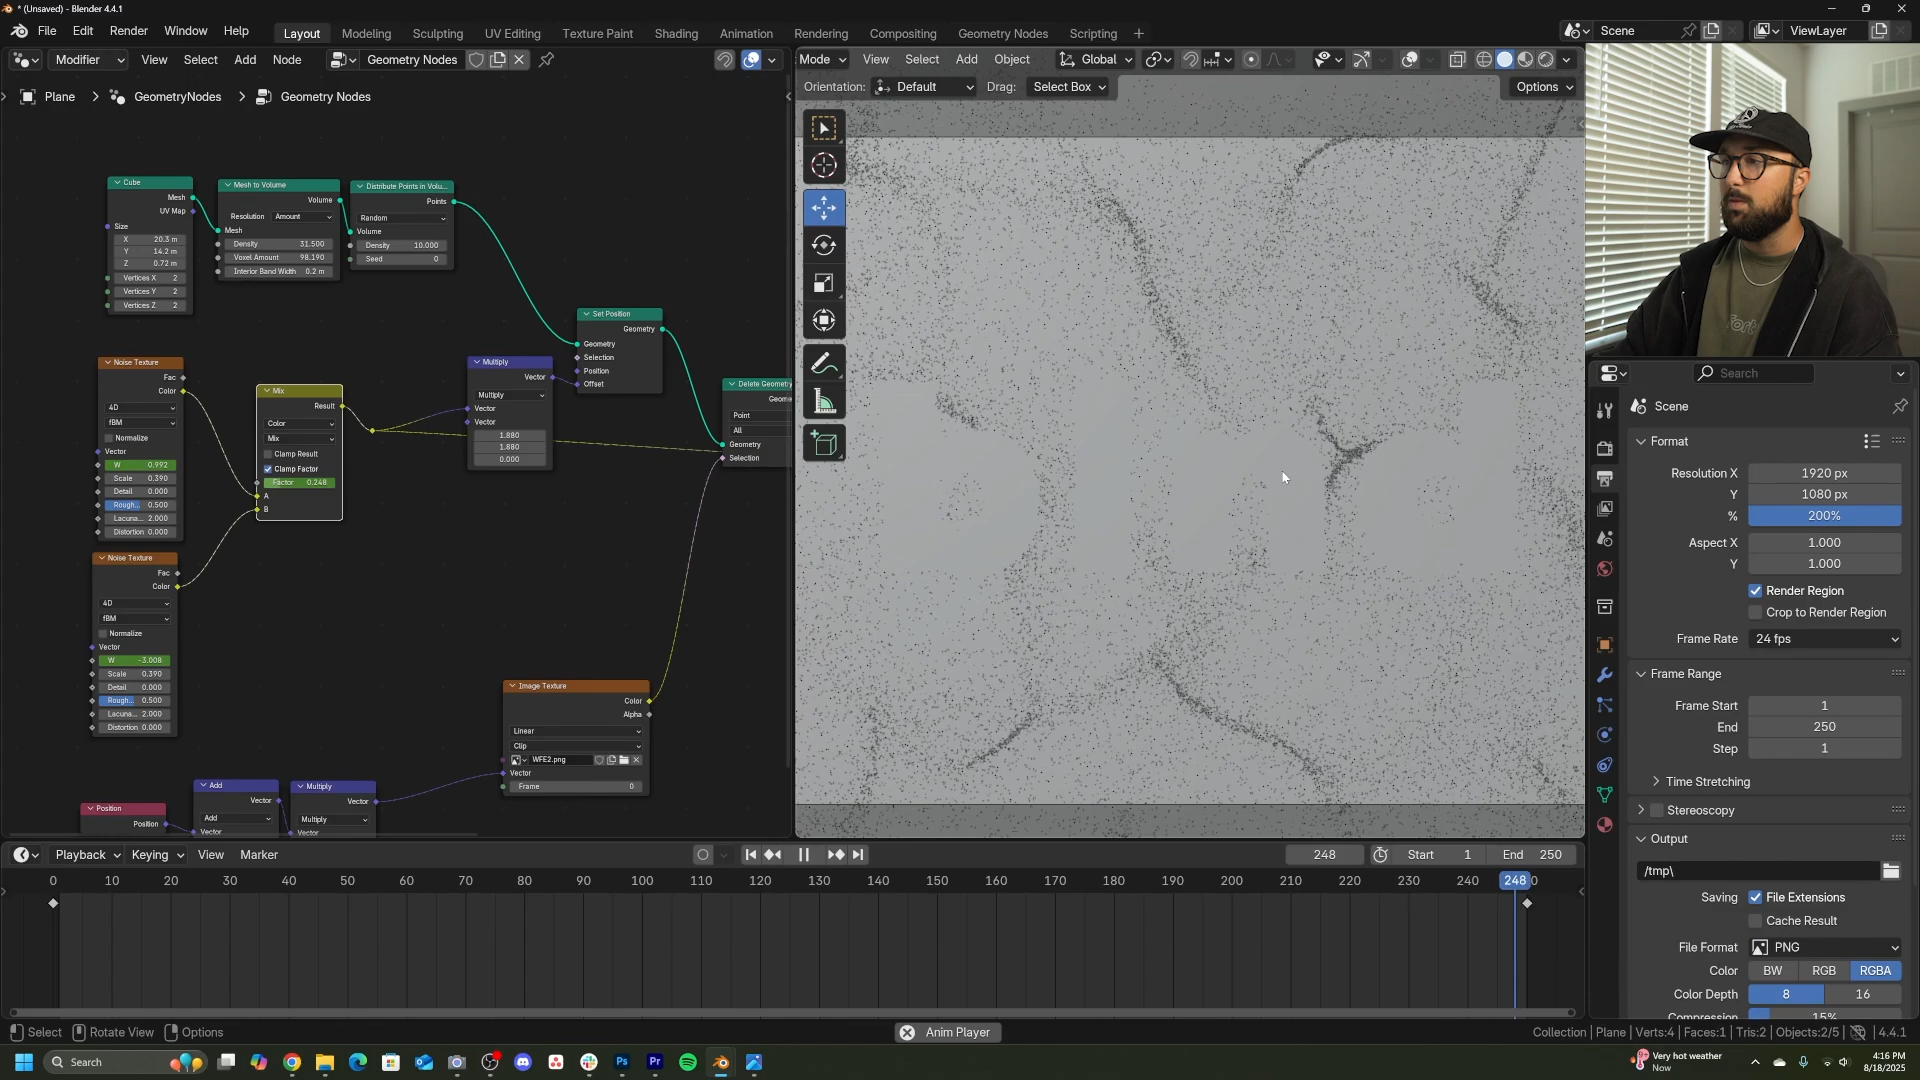 * (Unsaved) - Blender 4.4.1
File Edit Render Window Help
Layout Modeling Sculpting UV Editing Texture Paint Shading Animation Rendering Compositing Geometry Nodes Scripting +
Scene
ViewLayer
Modifier View Select Add Node Geometry Nodes
Mode View Select Add Object Global
Plane > GeometryNodes > Geometry Nodes
Orientation: Default Drag: Select Box
Options
Cube
Mesh
UV Map
Size
X 20.3 m
Y 14.2 m
Z 0.72 m
Vertices X 2
Vertices Y 2
Vertices Z 2
Mesh to Volume
Volume
Resolution Amount
Mesh
Density 31.500
Voxel Amount 98.190
Interior Band Width 0.2 m
Distribute Points in Volu...
Points
Random
Volume
Density 10.000
Seed 0
Set Position
Geometry
Geometry
Selection
Position
Offset
Noise Texture
Fac
Color
4D
fBM
Normalize
Vector
W 0.992
Scale 0.390
Detail 0.000
Rough... 0.500
Lacuna... 2.000
Distortion 0.000
Mix
Result
Color
Mix
Clamp Result
Clamp Factor
Factor 0.248
A
B
Multiply
Vector
Multiply
Vector
Vector
1.880
1.880
0.000
Delete Geometry
Geome
Point
All
Geometry
Selection
Noise Texture
Fac
Color
4D
fBM
Normalize
Vector
W -3.008
Scale 0.390
Detail 0.000
Rough... 0.500
Lacuna... 2.000
Distortion 0.000
Image Texture
Color
Alpha
Linear
Clip
WFE2.png
Vector
Frame 0
Position
Position
Add
Vector
Add
Vector
Multiply
Vector
Multiply
Vector
Search
Scene
Format
Resolution X 1920 px
Y 1080 px
% 200%
Aspect X 1.000
Y 1.000
Render Region
Crop to Render Region
Frame Rate 24 fps
Frame Range
Frame Start 1
End 250
Step 1
Time Stretching
Stereoscopy
Output
/tmp\
Saving File Extensions
Cache Result
File Format PNG
Color BW RGB RGBA
Color Depth 8 16
Compression 15%
Playback Keying View Marker
248 Start 1 End 250
0 10 20 30 40 50 60 70 80 90 100 110 120 130 140 150 160 170 180 190 200 210 220 230 240 248 0
Select Rotate View Options
Anim Player
Collection | Plane | Verts:4 | Faces:1 | Tris:2 | Objects:2/5 | 4.4.1
Search
Ps Pr
Very hot weather
Now
4:16 PM
8/18/2025